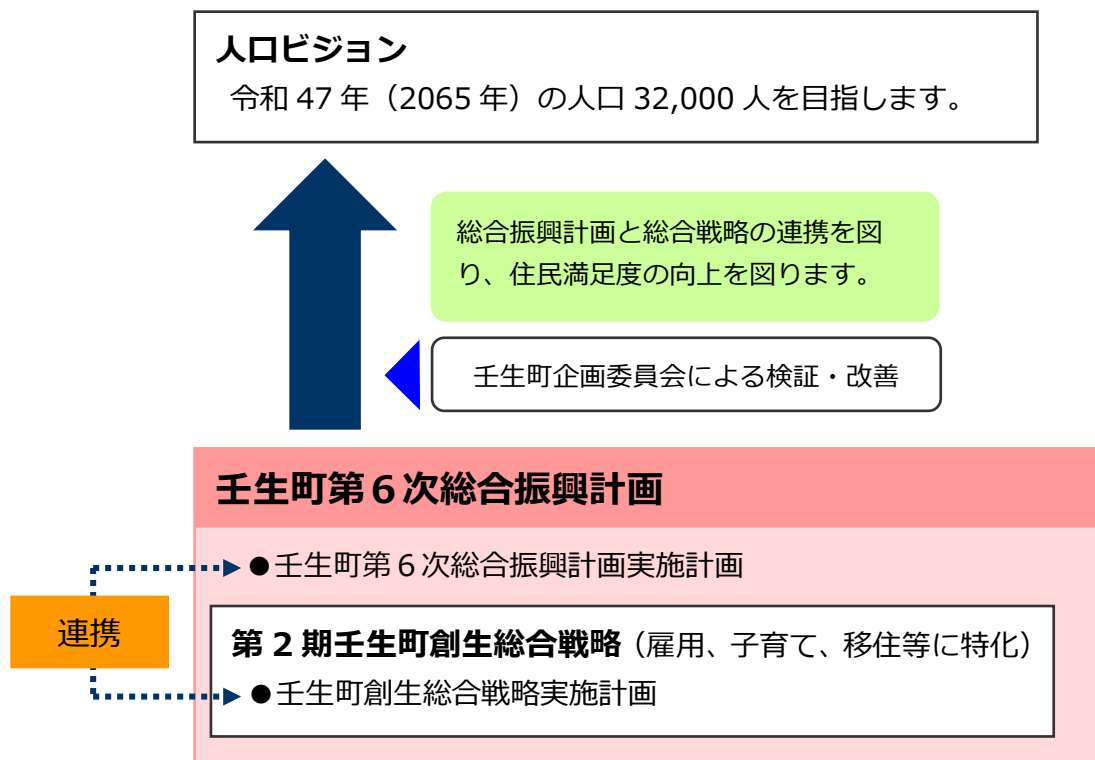 人口ビジョン
令和 47 年（2065 年）の人口 32,000 人を目指します。
総合振興計画と総合戦略の連携を図
り、住民満足度の向上を図ります。
壬生町企画委員会による検証・改善
壬生町第６次総合振興計画
●壬生町第６次総合振興計画実施計画
連携
第 2 期壬生町創生総合戦略（雇用、子育て、移住等に特化）
●壬生町創生総合戦略実施計画